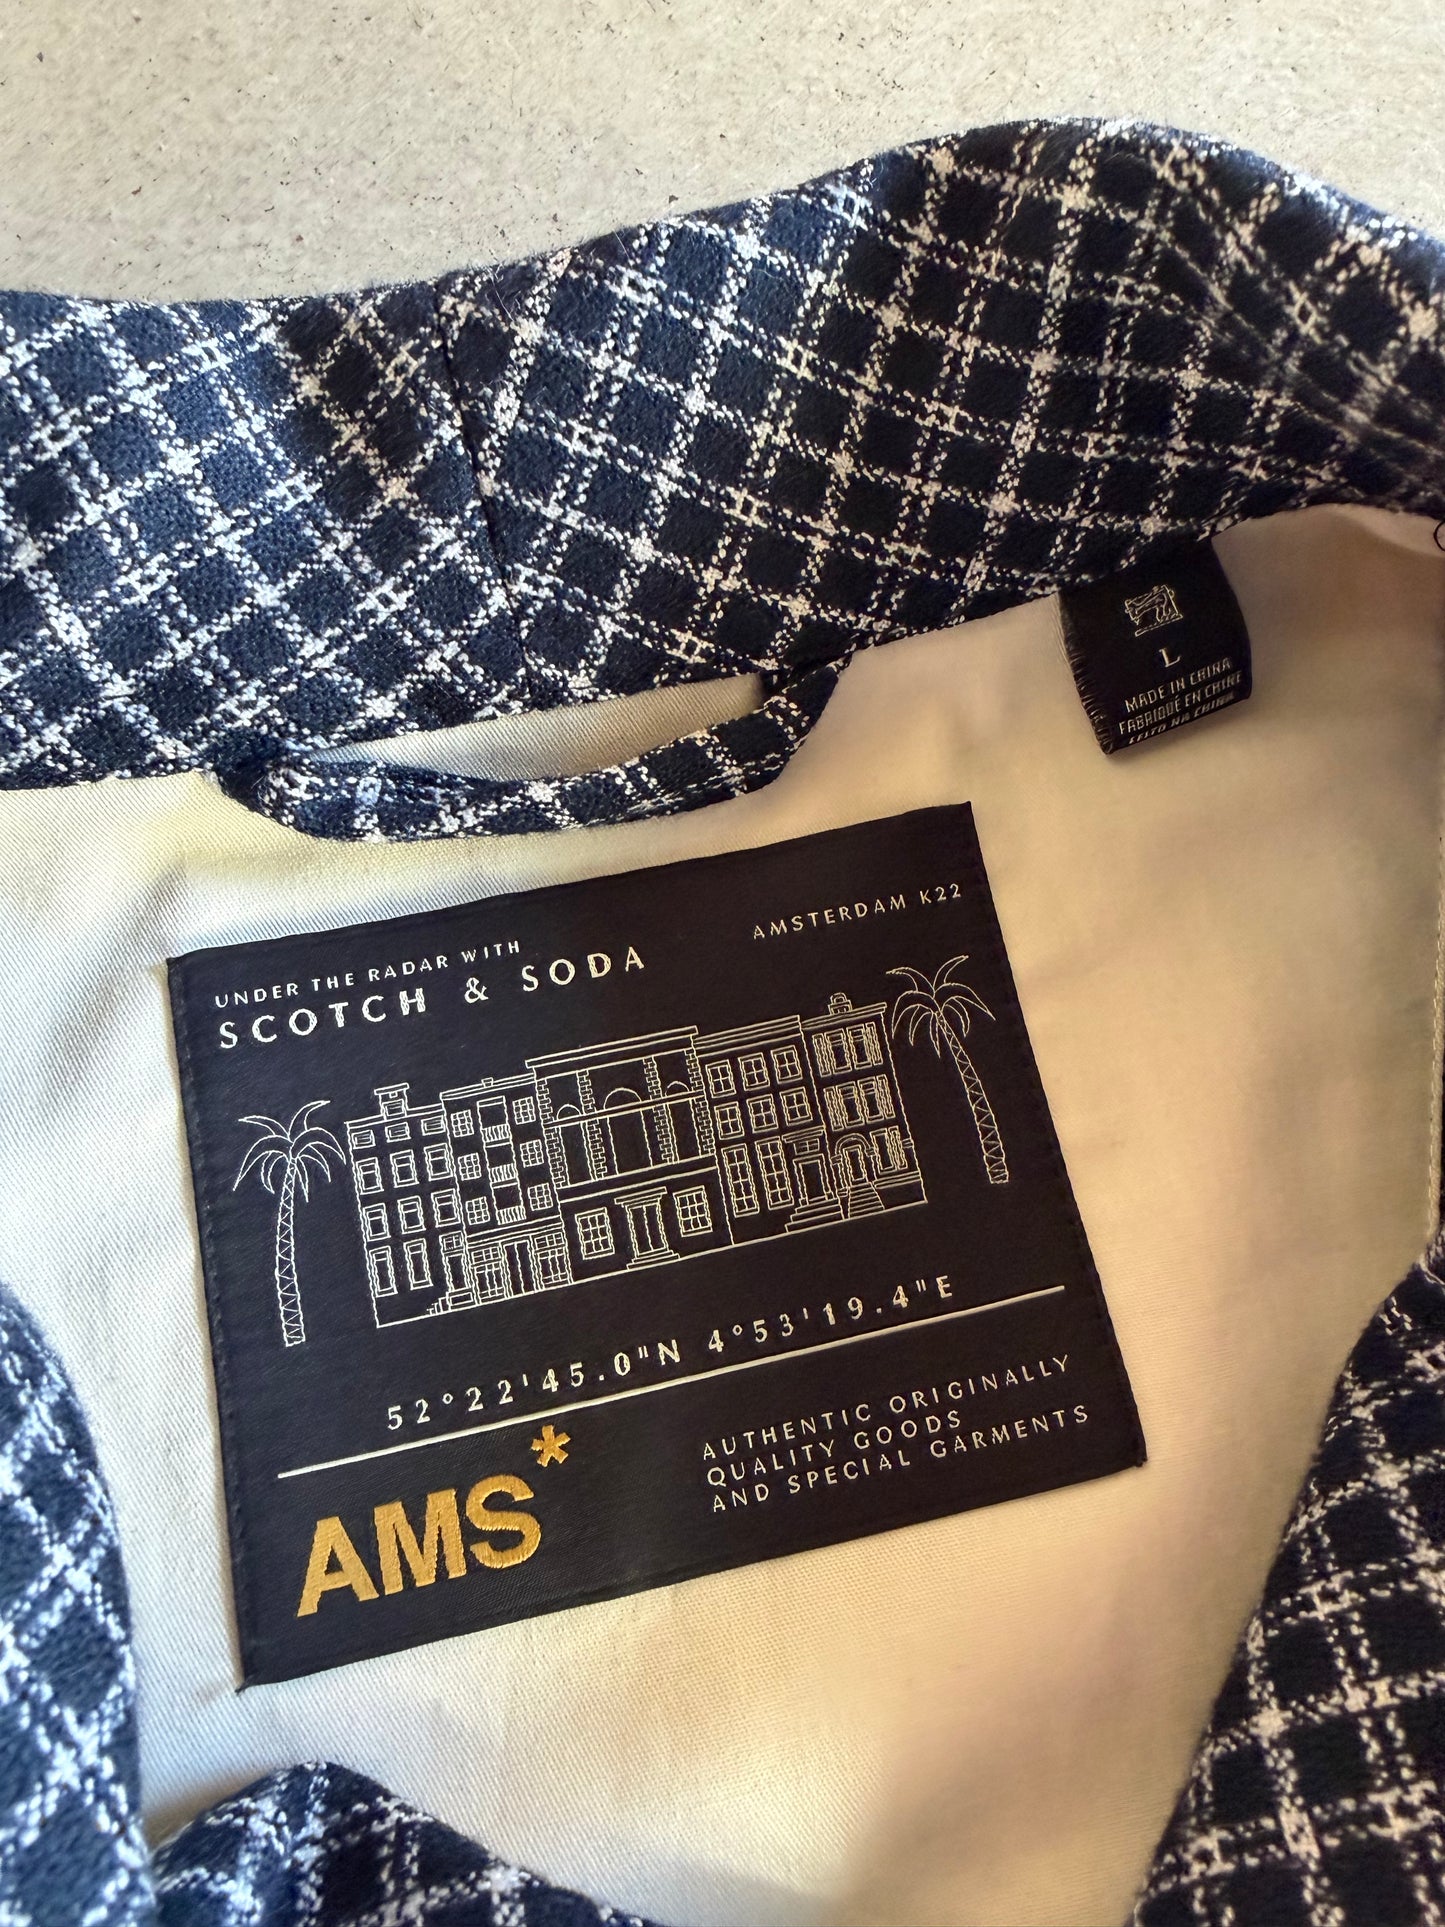 L
MADE IN CHINA
FABRIQUÉ EN CHINE
FEITO NA CHINA
UNDER THE RADAR WITH
SCOTCH & SODA
AMSTERDAM K22
52°22'45.0"N 4°53'19.4"E
AMS*
AUTHENTIC ORIGINALLY
QUALITY GOODS
AND SPECIAL GARMENTS